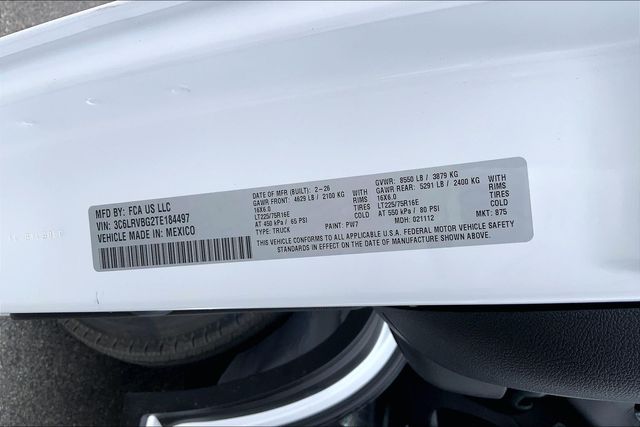 MFD BY: FCA US LLC
VIN: 3C6LRVBG2TE184497
VEHICLE MADE IN: MEXICO
DATE OF MFR (BUILT): 2-26
GAWR FRONT: 4629 LB / 2100 KG WITH
16X6.0 RIMS
LT225/75R16E TIRES
AT 450 kPa / 65 PSI COLD
TYPE: TRUCK PAINT: PW7
GVWR: 8550 LB / 3879 KG
GAWR REAR: 5291 LB / 2400 KG WITH
16X6.0 RIMS
LT225/75R16E TIRES
AT 550 kPa / 80 PSI COLD
MDH: 021112 MKT: 875
THIS VEHICLE CONFORMS TO ALL APPLICABLE U.S.A. FEDERAL MOTOR VEHICLE SAFETY
STANDARDS IN EFFECT ON THE DATE OF MANUFACTURE SHOWN ABOVE.